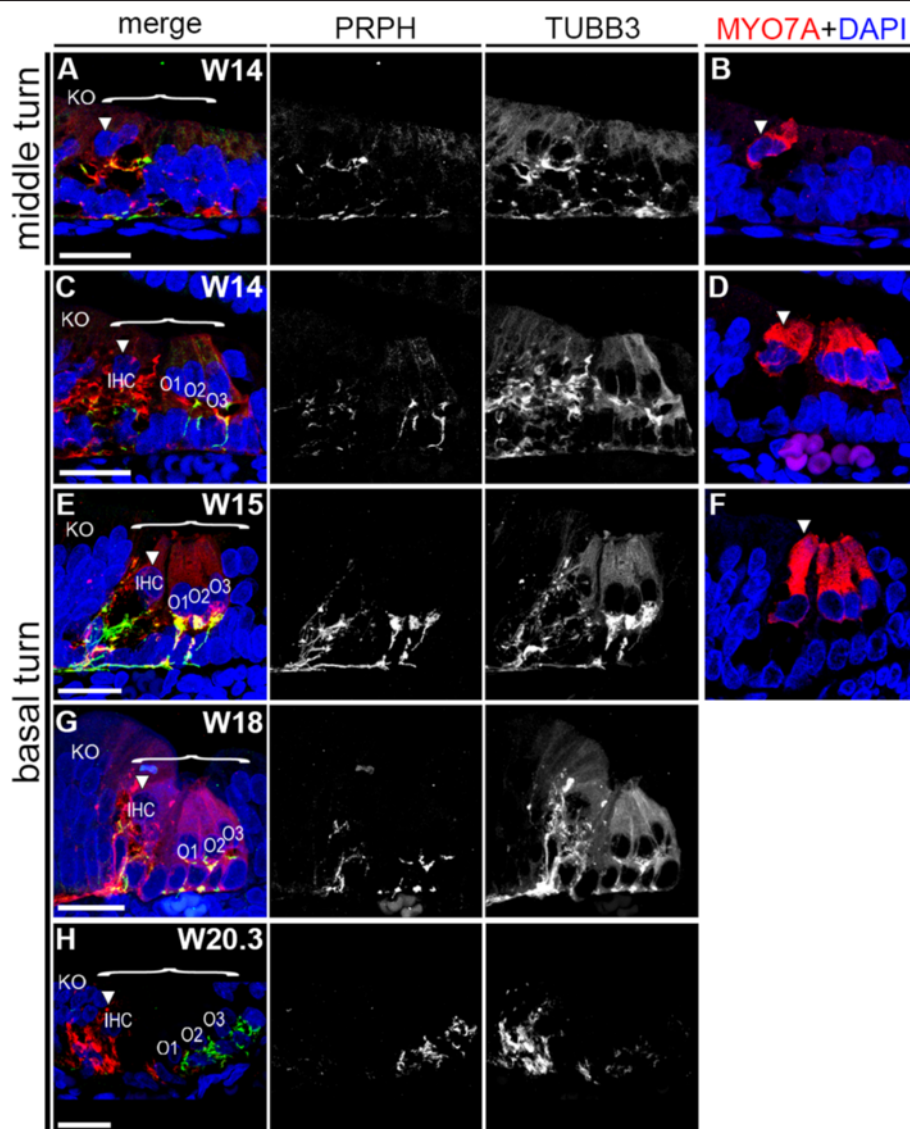 merge PRPH TUBB3 MYO7A+DAPI
middle turn
A W14 B
KO
C W14 D
KO
IHC O1 O2 O3
basal turn
E W15 F
KO
IHC O1 O2 O3
G W18
KO
IHC O1 O2 O3
H W20.3
KO
IHC O1 O2 O3